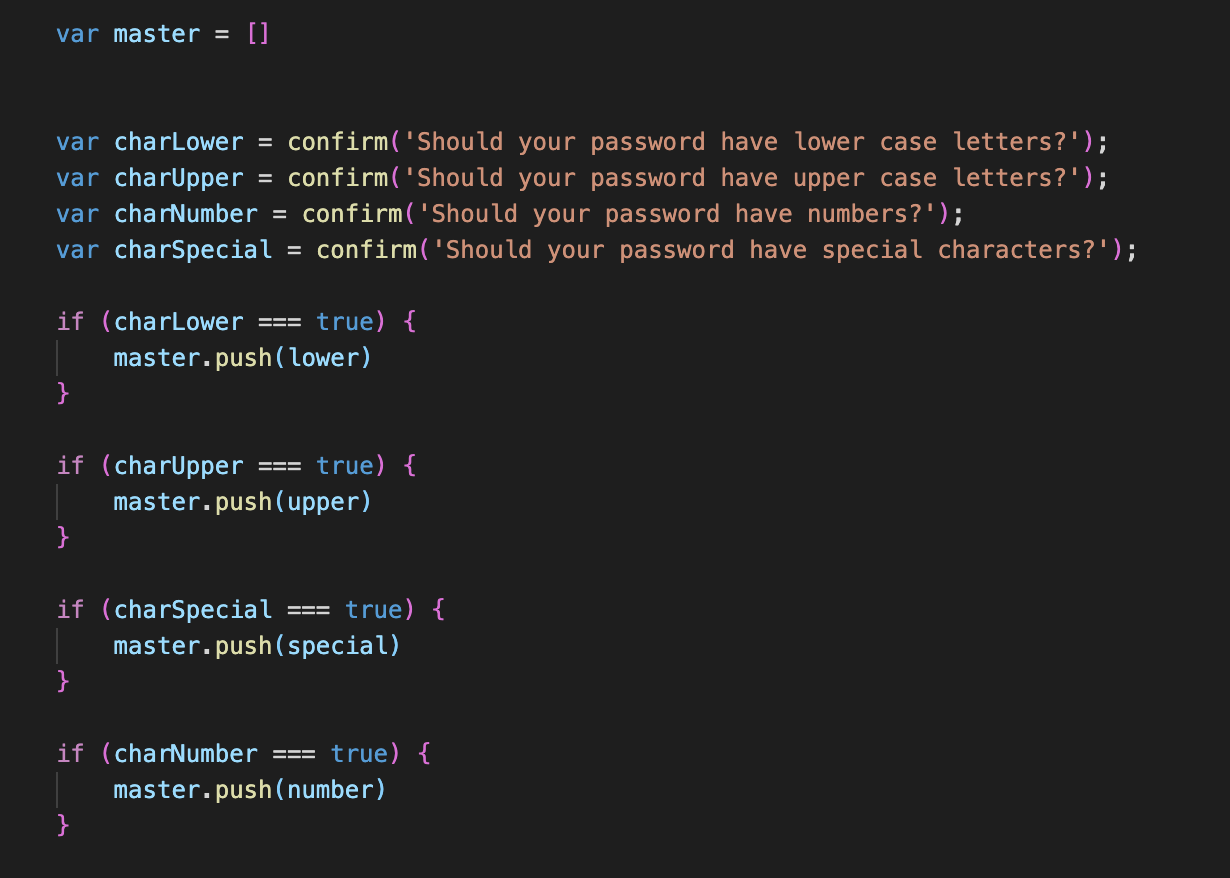 var master = []
var charLower = confirm('Should your password have lower case letters?');
var charUpper = confirm('Should your password have upper case letters?');
var charNumber = confirm('Should your password have numbers?');
var charSpecial = confirm('Should your password have special characters?');
if (charLower === true) {
    master.push(lower)
}
if (charUpper === true) {
    master.push(upper)
}
if (charSpecial === true) {
    master.push(special)
}
if (charNumber === true) {
    master.push(number)
}